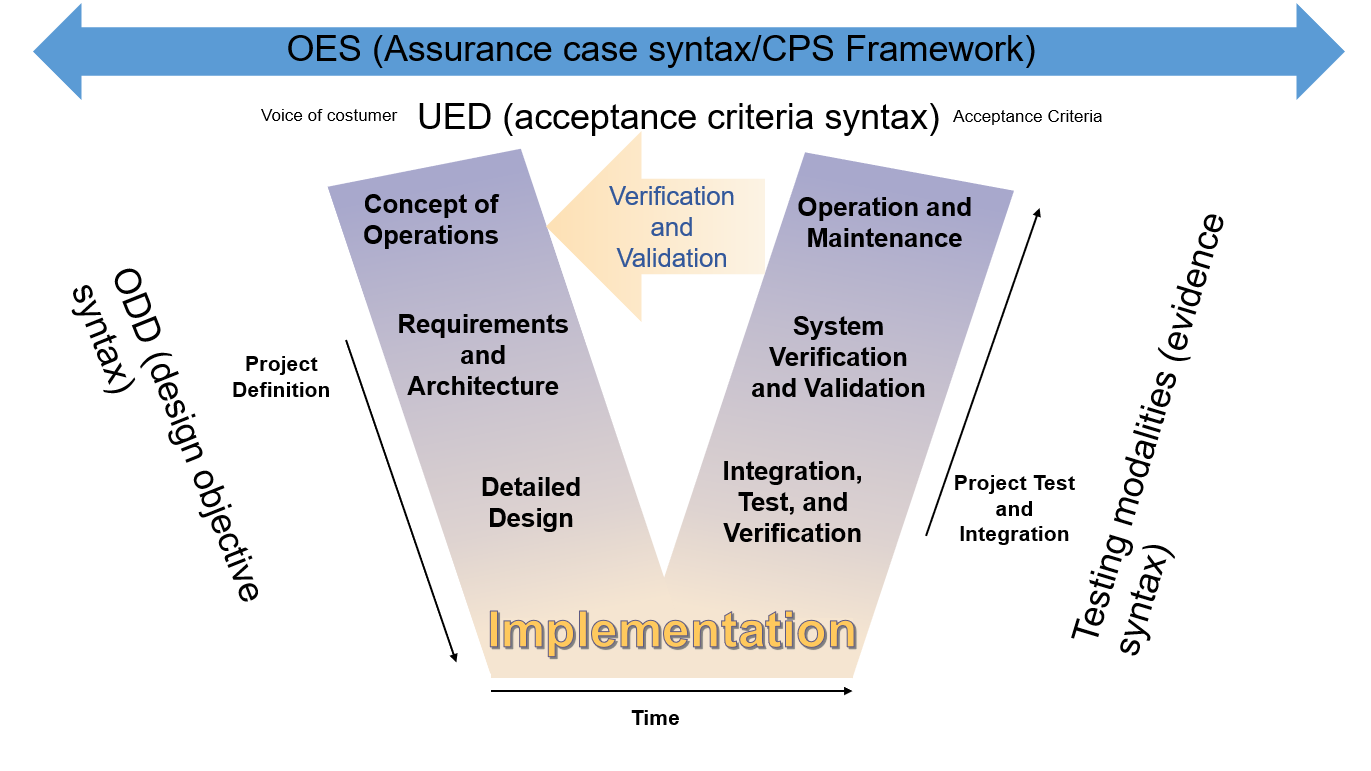 OES (Assurance case syntax/CPS Framework)
Voice of costumer
UED (acceptance criteria syntax)
Acceptance Criteria
Concept of
Operations
Verification
and
Validation
Operation and
Maintenance
ODD (design objective
syntax)
Project
Definition
Requirements
and
Architecture
System
Verification
and Validation
Testing modalities (evidence
syntax)
Detailed
Design
Integration,
Test, and
Verification
Project Test
and
Integration
Implementation
Time